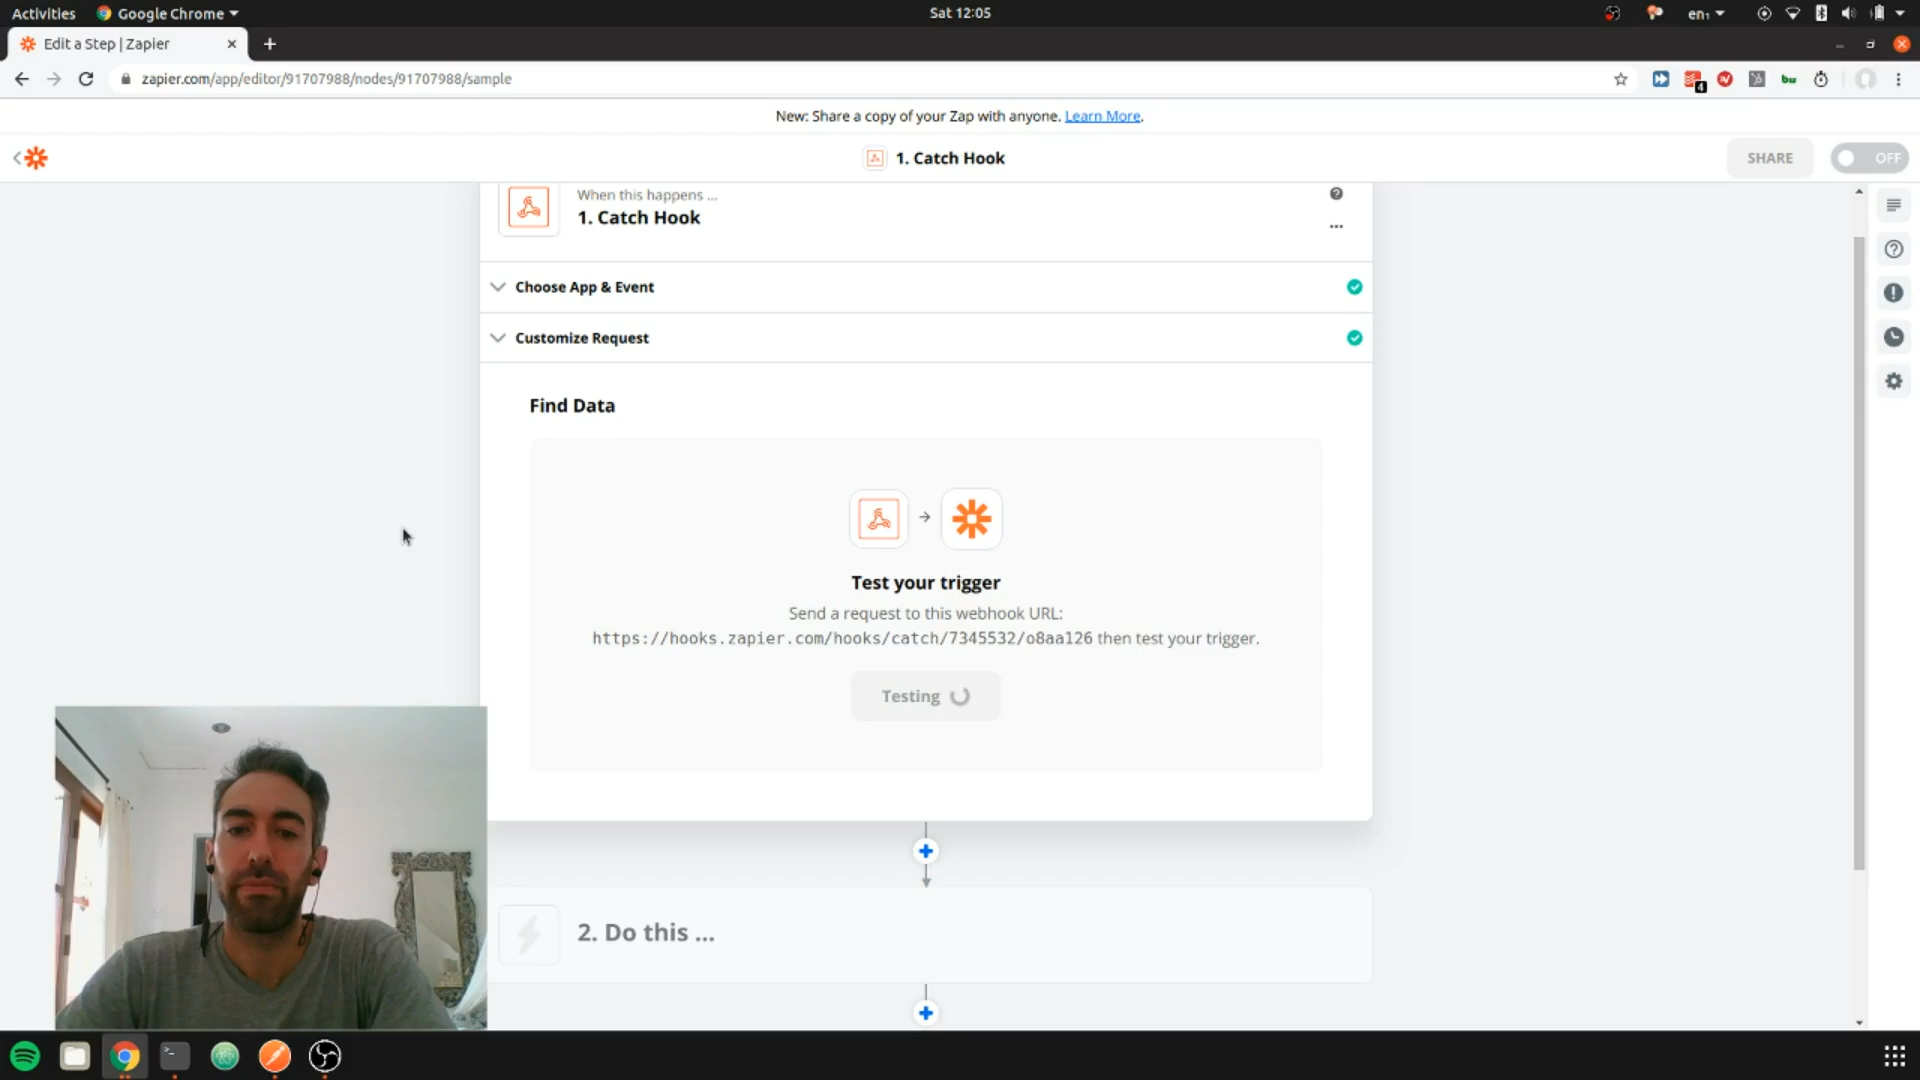 Activities Google Chrome Sat 12:05 en₁
Edit a Step | Zapier
zapier.com/app/editor/91707988/nodes/91707988/sample
4
bw
New: Share a copy of your Zap with anyone. Learn More.
1. Catch Hook SHARE OFF
When this happens ...
1. Catch Hook
Choose App & Event
Customize Request
Find Data
Test your trigger
Send a request to this webhook URL:
https://hooks.zapier.com/hooks/catch/7345532/o8aa126 then test your trigger.
Testing
2. Do this ...